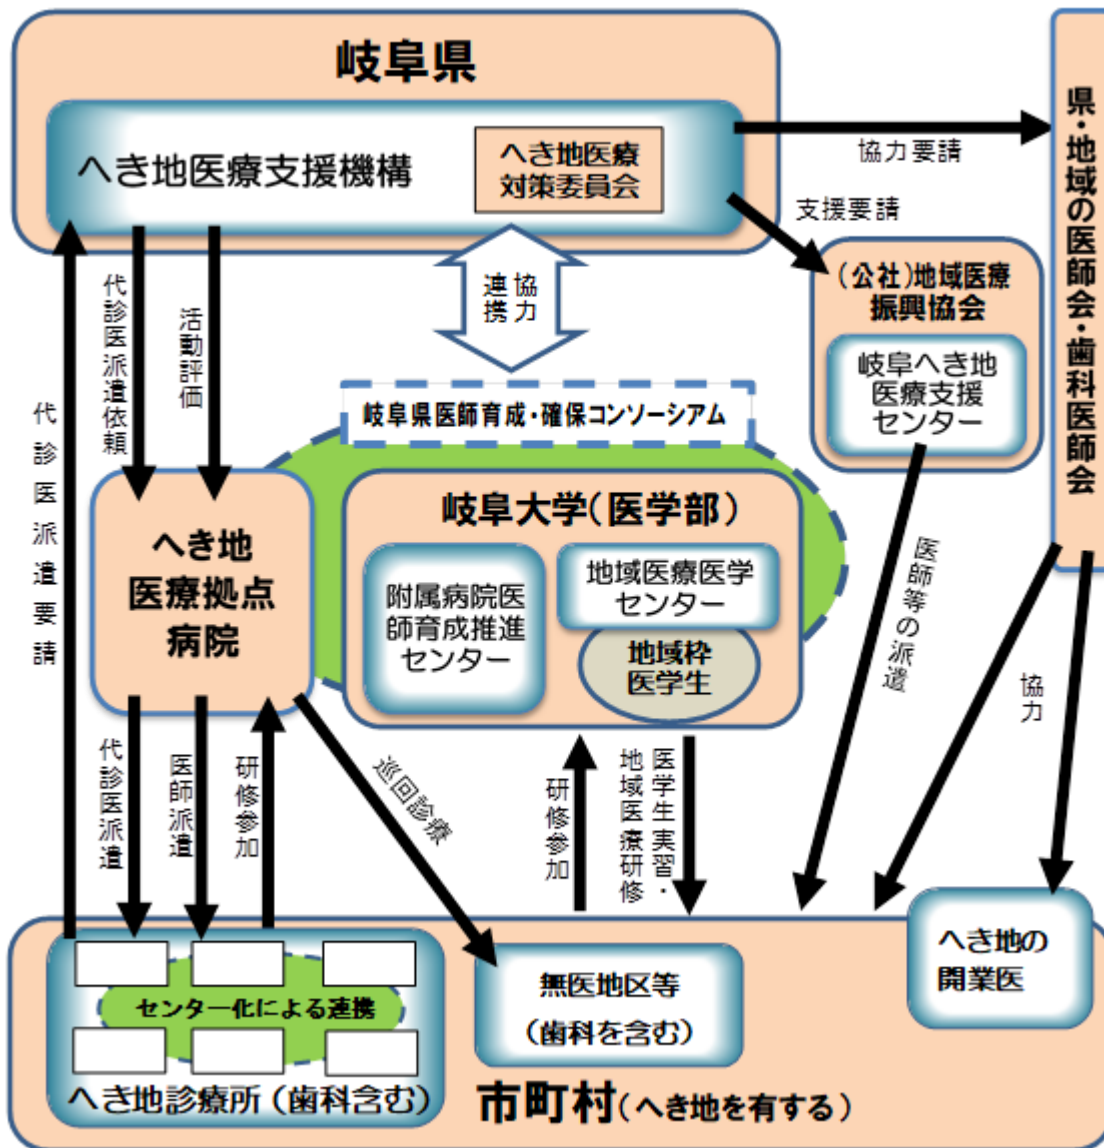 岐阜県
へき地医療支援機構
へき地医療
対策委員会
協力要請
支援要請
県・地域の医師会・歯科医師会
(公社)地域医療
振興協会
岐阜へき地
医療支援
センター
連携
協力
代診医派遣依頼
活動評価
代診医派遣要請
岐阜県医師育成・確保コンソーシアム
へき地
医療拠点
病院
岐阜大学(医学部)
附属病院医
師育成推進
センター
地域医療医学
センター
地域枠
医学生
医師等の派遣
協力
代診医派遣
医師派遣
研修参加
巡回診療
研修参加
医学生実習・
地域医療研修
センター化による連携
へき地診療所(歯科含む)
無医地区等
(歯科を含む)
へき地の
開業医
市町村(へき地を有する)